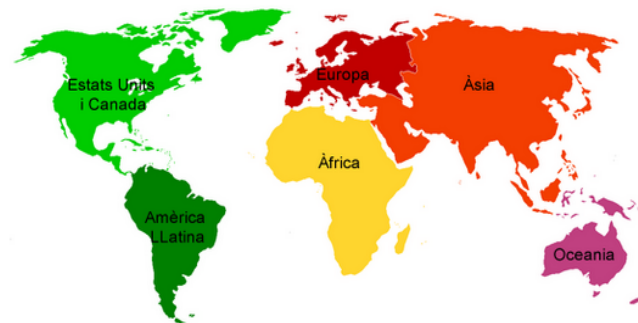 Estats Units
i Canada
Europa
Àsia
Àfrica
Amèrica
LLatina
Oceania